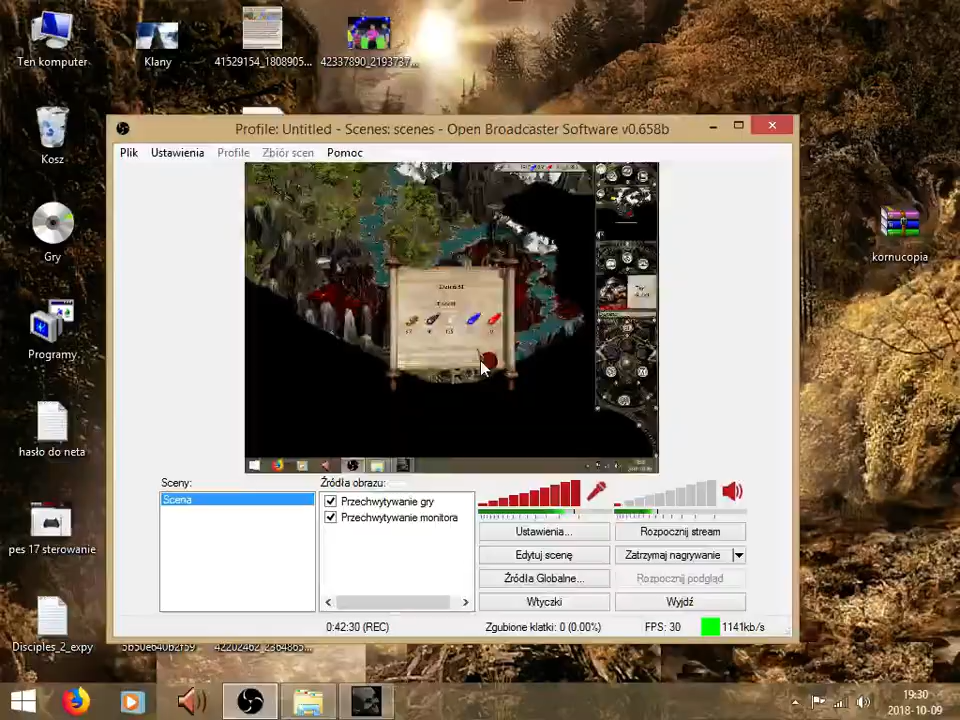 Ten komputer
Klany
41529154_1808905...
42337890_2193737...
Kosz
Gry
Programy
hasło do neta
pes 17 sterowanie
Disciples_2_expy
5b50e640b2f59
42202462_2364865...
kornucopia
Profile: Untitled - Scenes: scenes - Open Broadcaster Software v0.658b
Plik Ustawienia Profile Zbiór scen Pomoc
Sceny:
Scena
Źródła obrazu:
Przechwytywanie gry
Przechwytywanie monitora
Ustawienia... Rozpocznij stream
Edytuj scenę Zatrzymaj nagrywanie
Źródła Globalne... Rozpocznij podgląd
Wtyczki Wyjdź
0:42:30 (REC) Zgubione klatki: 0 (0.00%) FPS: 30 1141kb/s
19:30
2018-10-09